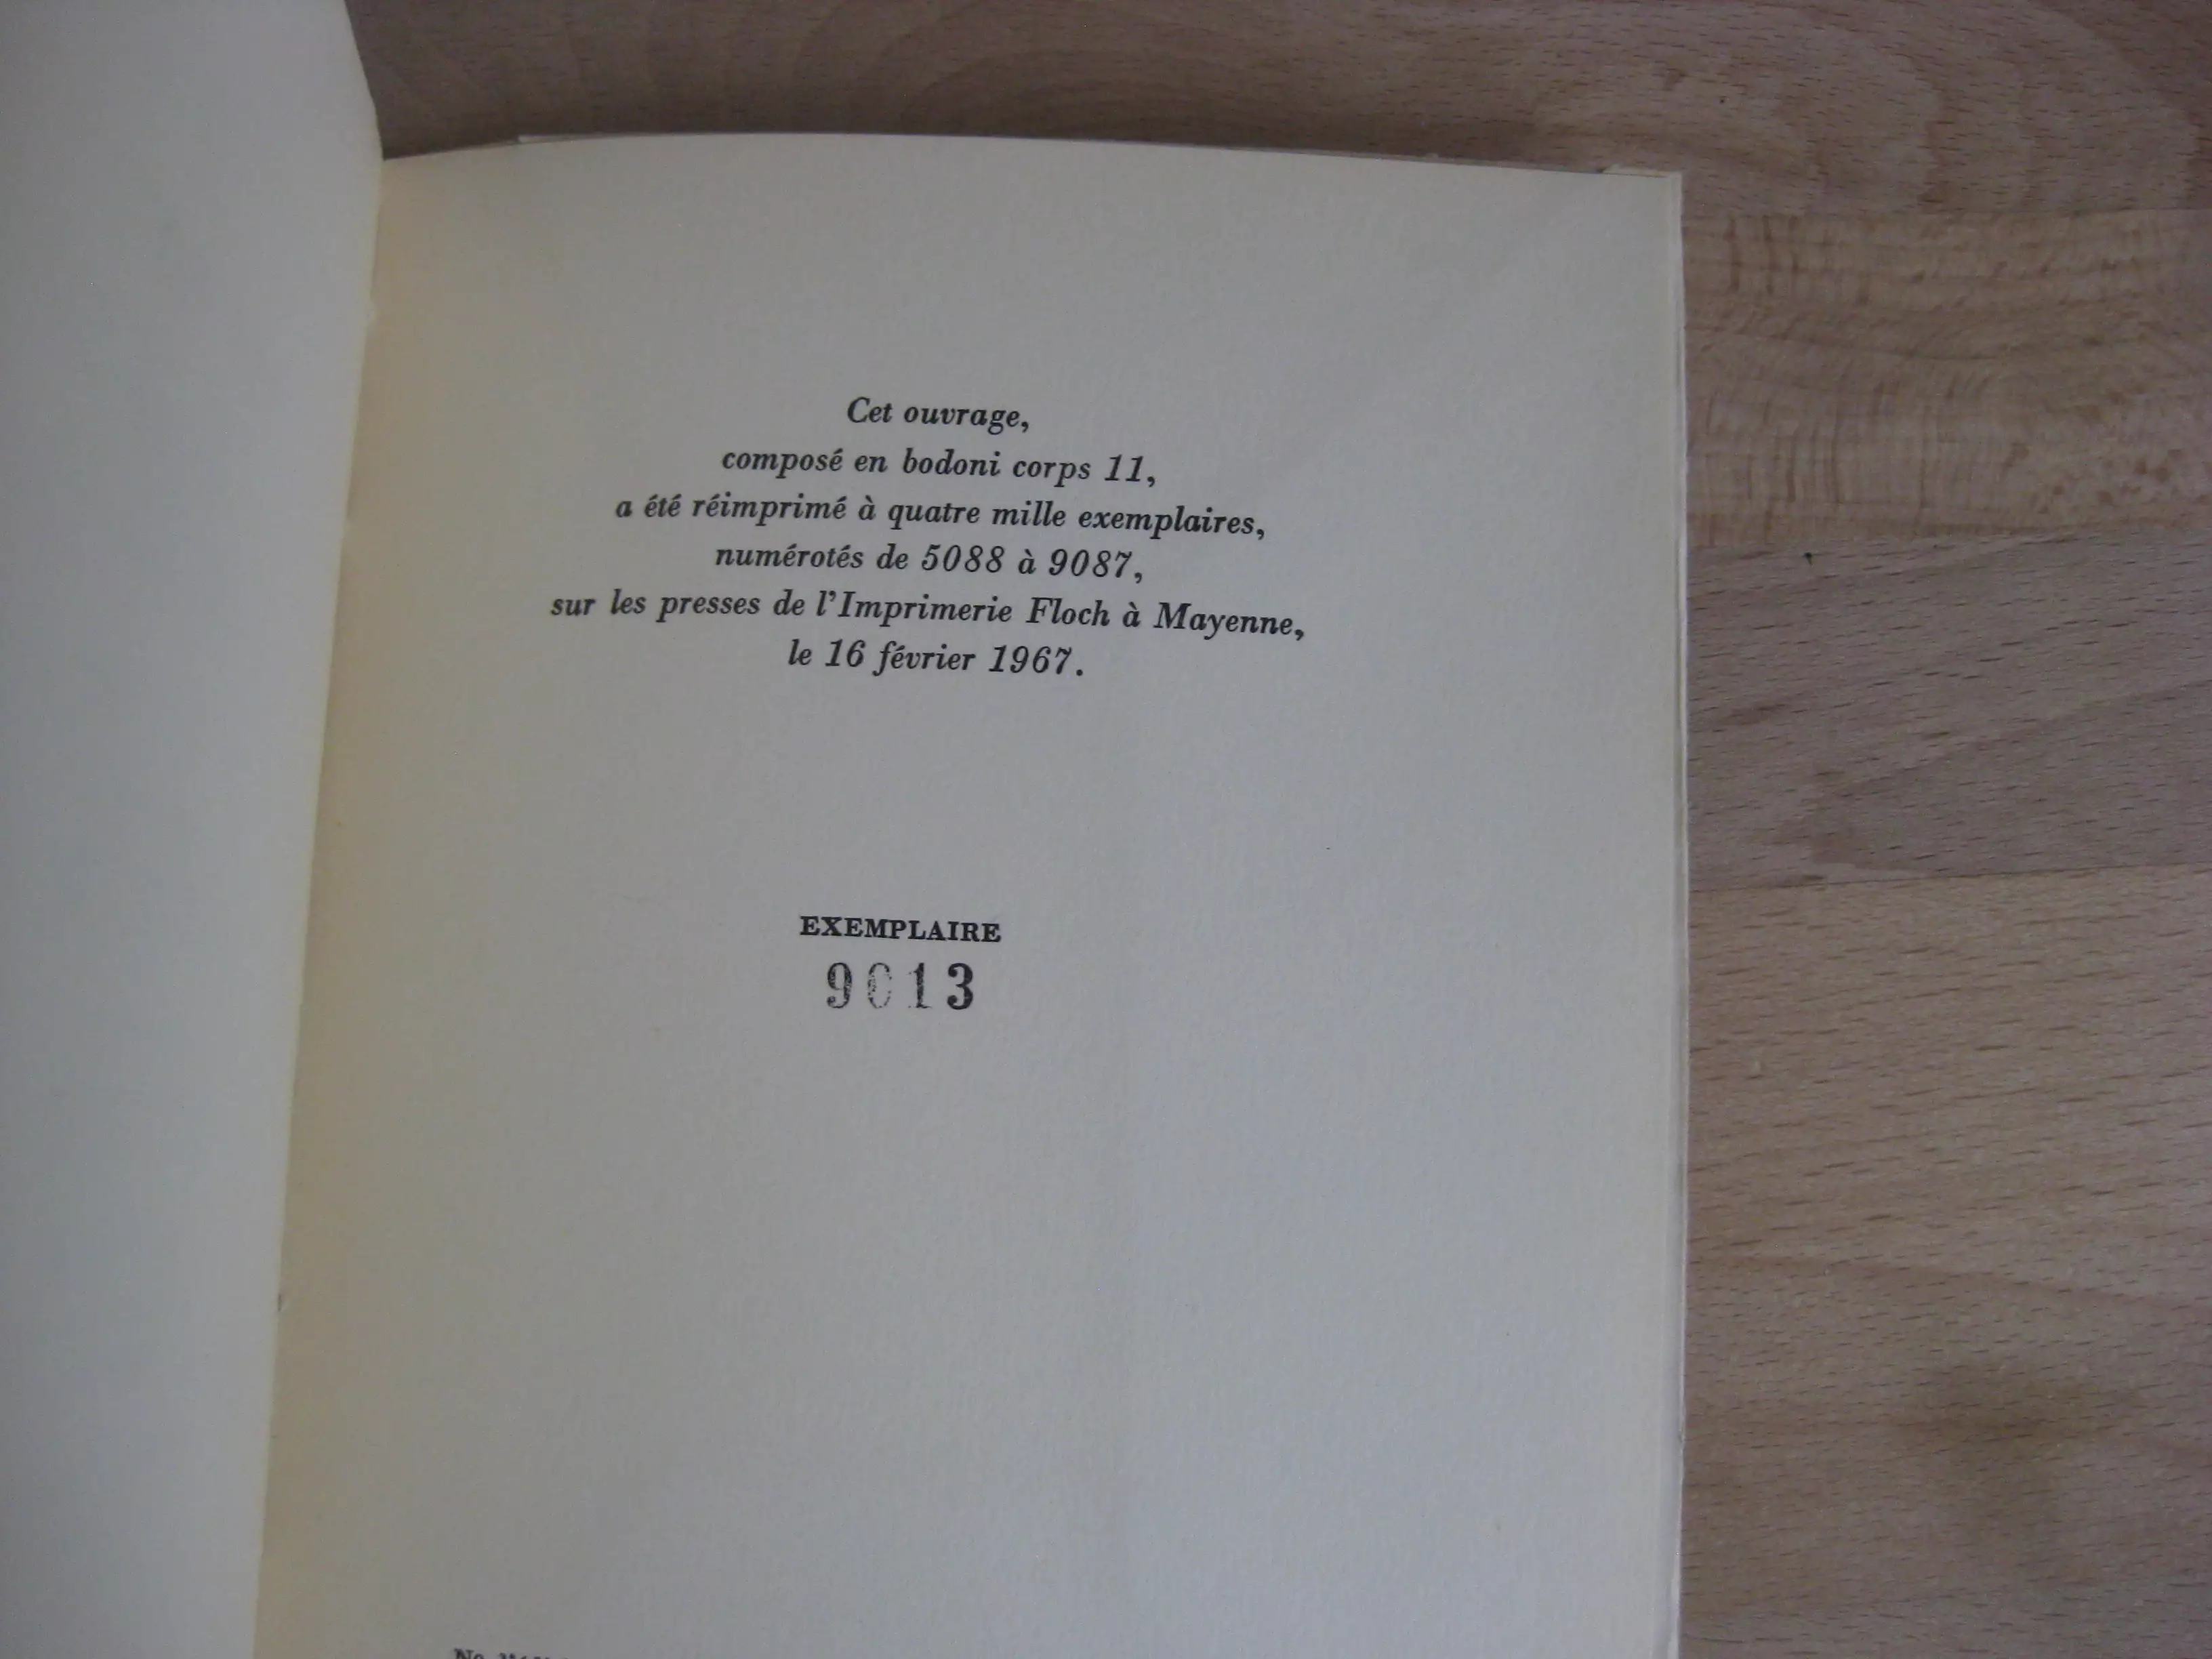 Cet ouvrage,
composé en bodoni corps 11,
a été réimprimé à quatre mille exemplaires,
numérotés de 5088 à 9087,
sur les presses de l'Imprimerie Floch à Mayenne,
le 16 février 1967.
EXEMPLAIRE
9013